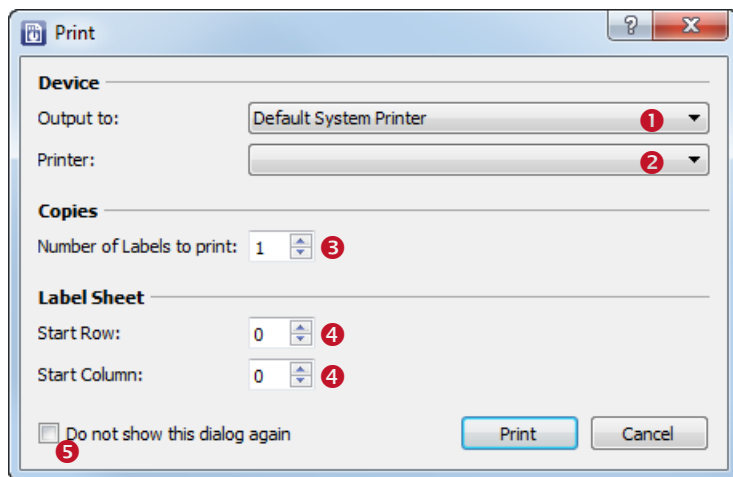 Print
?
X
Device
Output to: Default System Printer 1
Printer: 2
Copies
Number of Labels to print: 1 3
Label Sheet
Start Row: 0 4
Start Column: 0 4
Do not show this dialog again Print Cancel
5